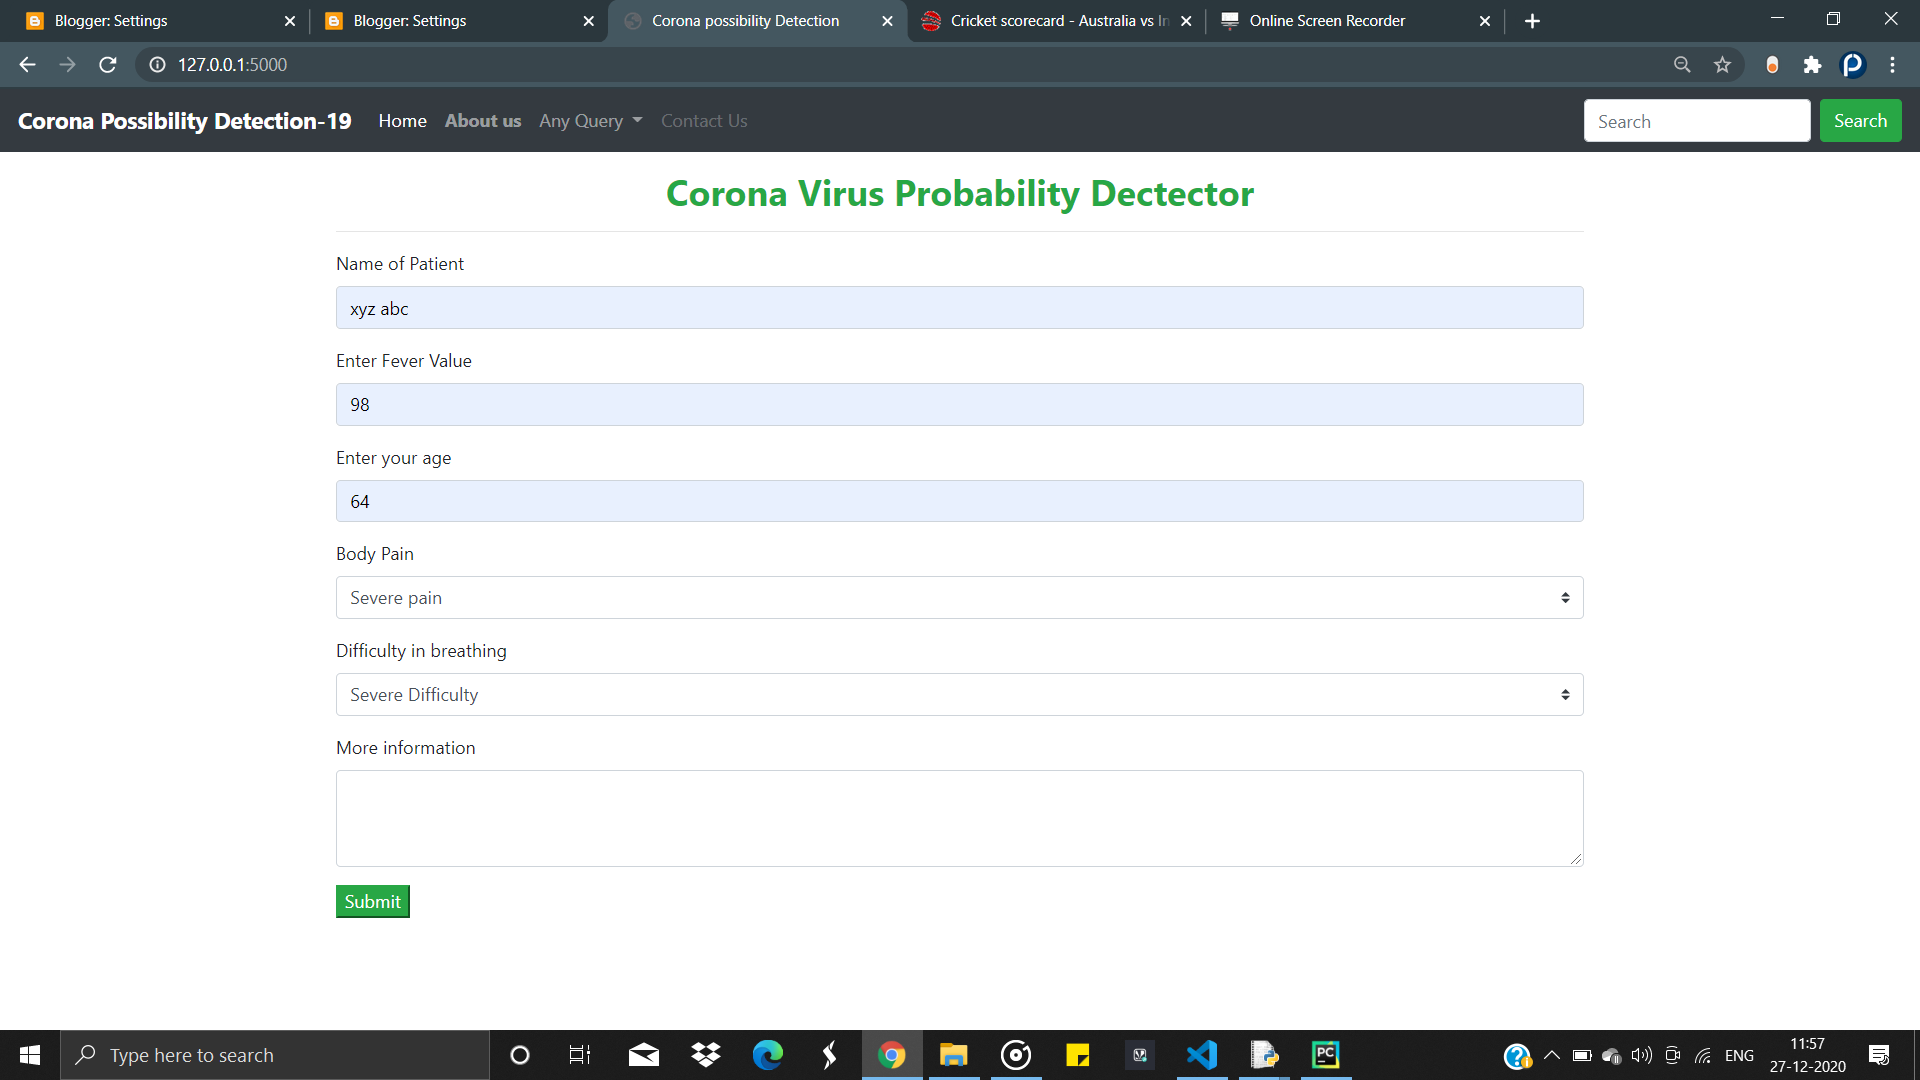 Blogger: Settings
Blogger: Settings
Corona possibility Detection
Cricket scorecard - Australia vs In
Online Screen Recorder
127.0.0.1:5000
Corona Possibility Detection-19
Home
About us
Any Query
Contact Us
Search
Search
Corona Virus Probability Dectector
Name of Patient
xyz abc
Enter Fever Value
98
Enter your age
64
Body Pain
Severe pain
Difficulty in breathing
Severe Difficulty
More information
Submit
Type here to search
PC
ENG
11:57
27-12-2020